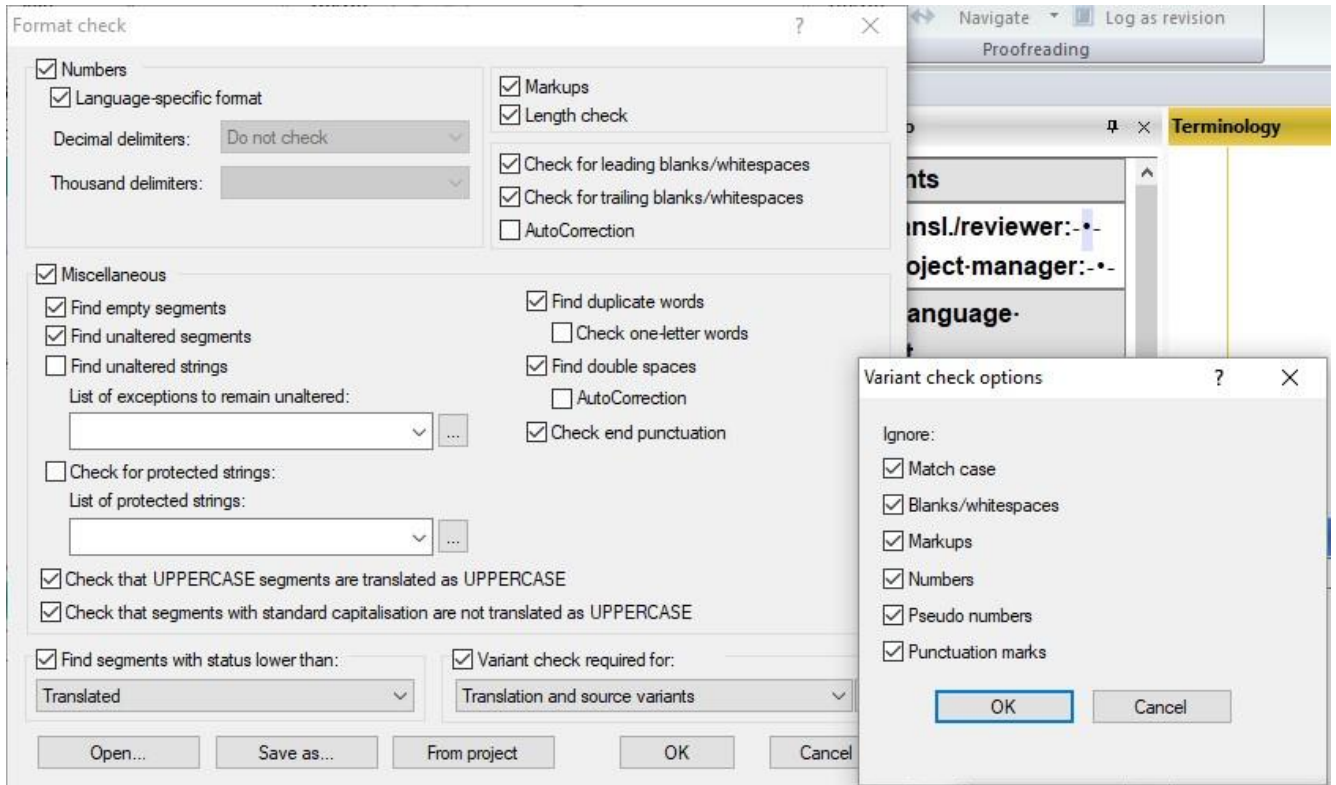 Format check
?
Numbers
Language-specific format
Decimal delimiters:
Do not check
Thousand delimiters:
Markups
Length check
Check for leading blanks/whitespaces
Check for trailing blanks/whitespaces
AutoCorrection
Miscellaneous
Find empty segments
Find unaltered segments
Find unaltered strings
List of exceptions to remain unaltered:
...
Check for protected strings:
List of protected strings:
...
Find duplicate words
Check one-letter words
Find double spaces
AutoCorrection
Check end punctuation
Check that UPPERCASE segments are translated as UPPERCASE
Check that segments with standard capitalisation are not translated as UPPERCASE
Find segments with status lower than:
Translated
Variant check required for:
Translation and source variants
Open...
Save as...
From project
OK
Cancel
Navigate
Log as revision
Proofreading
Terminology
nts
ansl./reviewer:-•-
oject·manager:-•-
anguage·
Variant check options
?
Ignore:
Match case
Blanks/whitespaces
Markups
Numbers
Pseudo numbers
Punctuation marks
OK
Cancel